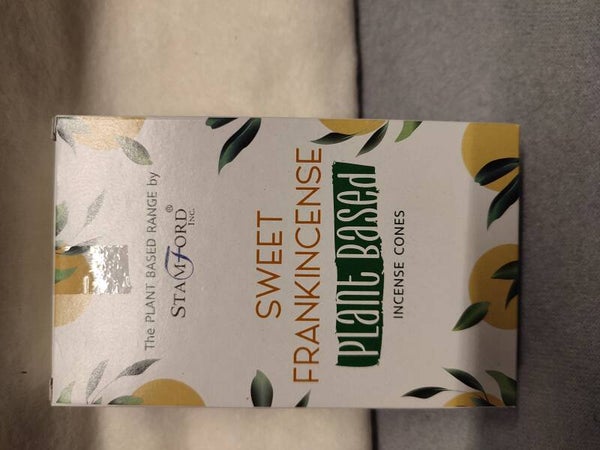 The PLANT BASED RANGE by
STAMFORD®
INC.
SWEET
FRANKINCENSE
PLANT BASED
INCENSE CONES